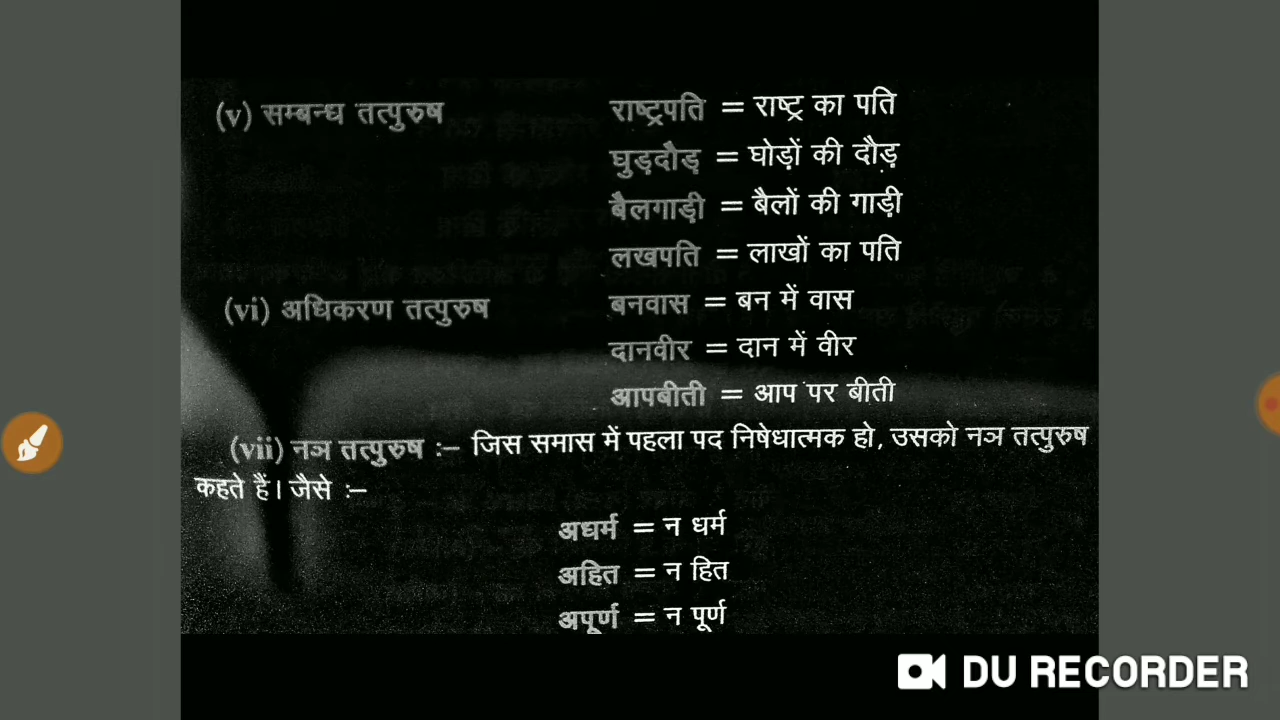 (v) सम्बन्ध तत्पुरुष राष्ट्रपति = राष्ट्र का पति
घुड़दौड़ = घोड़ों की दौड़
बैलगाड़ी = बैलों की गाड़ी
लखपति = लाखों का पति
(vi) अधिकरण तत्पुरुष बनवास = बन में वास
दानवीर = दान में वीर
आपबीती = आप पर बीती
(vii) नञ तत्पुरुष :– जिस समास में पहला पद निषेधात्मक हो, उसको नञ तत्पुरुष
कहते हैं। जैसे :–
अधर्म = न धर्म
अहित = न हित
अपूर्ण = न पूर्ण
DU RECORDER